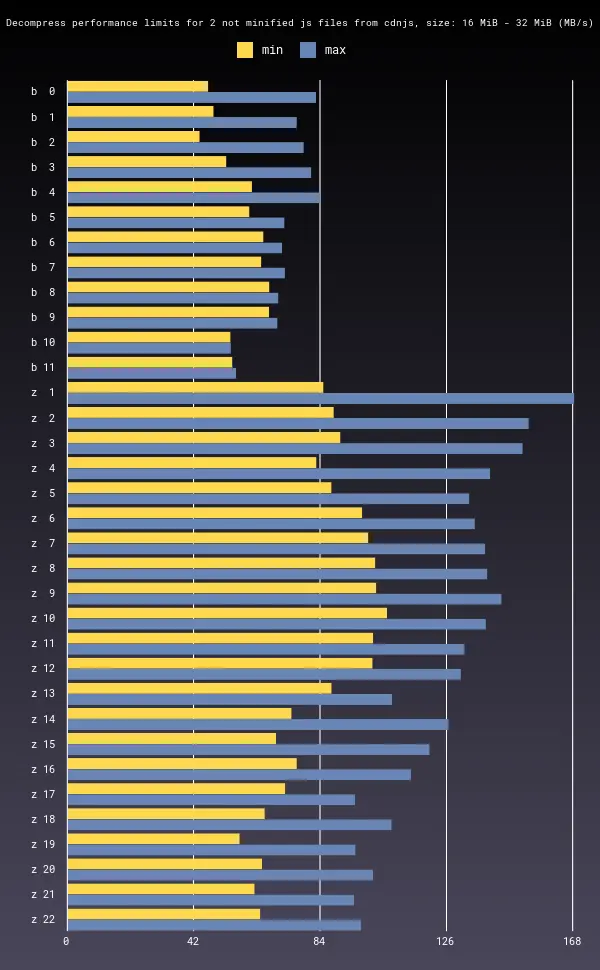 Decompress performance limits for 2 not minified js files from cdnjs, size: 16 MiB - 32 MiB (MB/s)
min max
b 0
b 1
b 2
b 3
b 4
b 5
b 6
b 7
b 8
b 9
b 10
b 11
z 1
z 2
z 3
z 4
z 5
z 6
z 7
z 8
z 9
z 10
z 11
z 12
z 13
z 14
z 15
z 16
z 17
z 18
z 19
z 20
z 21
z 22
0 42 84 126 168